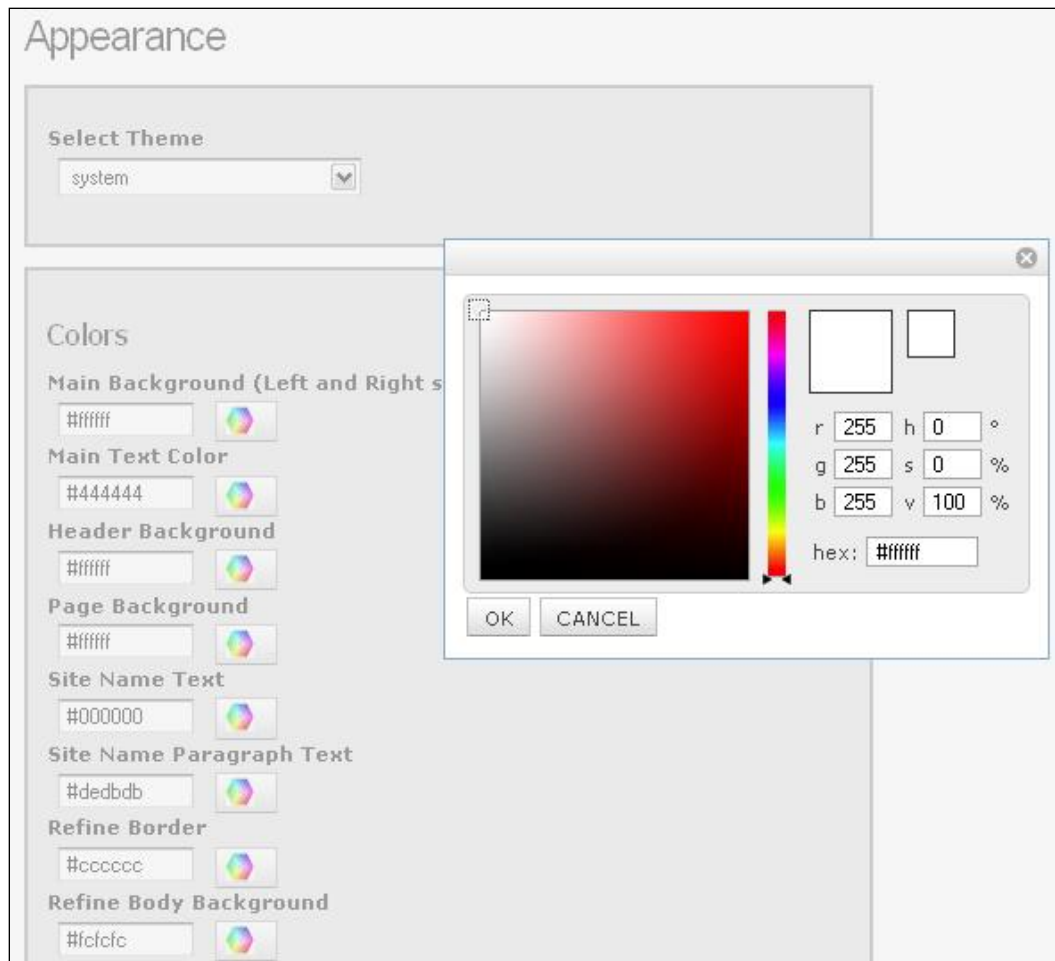 Appearance
Select Theme
system
Colors
Main Background (Left and Right s
#ffffff
Main Text Color
#444444
Header Background
#ffffff
Page Background
#ffffff
Site Name Text
#000000
Site Name Paragraph Text
#dedbdb
Refine Border
#cccccc
Refine Body Background
#fcfcfc
r 255 h 0 °
g 255 s 0 %
b 255 v 100 %
hex: #ffffff
OK CANCEL